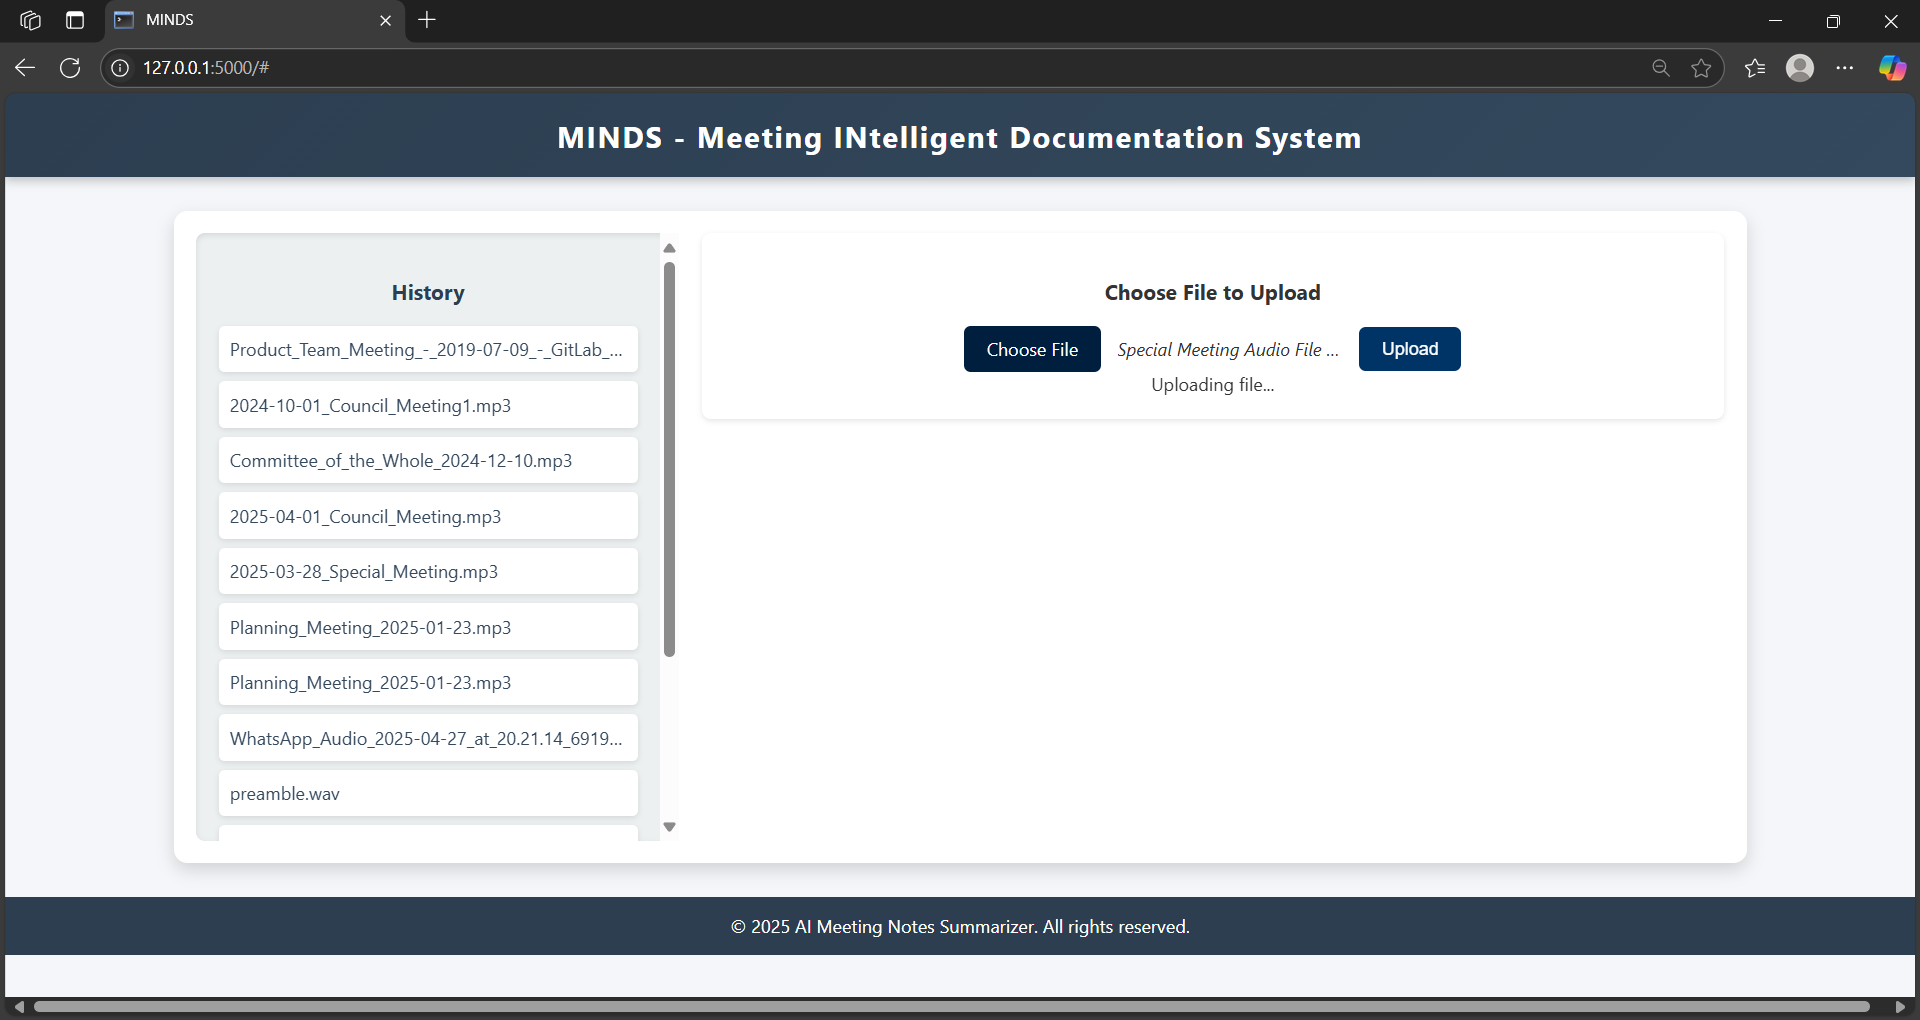 MINDS
127.0.0.1:5000/#
MINDS - Meeting INtelligent Documentation System
History
Product_Team_Meeting_-_2019-07-09_-_GitLab_...
2024-10-01_Council_Meeting1.mp3
Committee_of_the_Whole_2024-12-10.mp3
2025-04-01_Council_Meeting.mp3
2025-03-28_Special_Meeting.mp3
Planning_Meeting_2025-01-23.mp3
Planning_Meeting_2025-01-23.mp3
WhatsApp_Audio_2025-04-27_at_20.21.14_6919...
preamble.wav
Choose File to Upload
Choose File Special Meeting Audio File ... Upload
Uploading file...
© 2025 AI Meeting Notes Summarizer. All rights reserved.